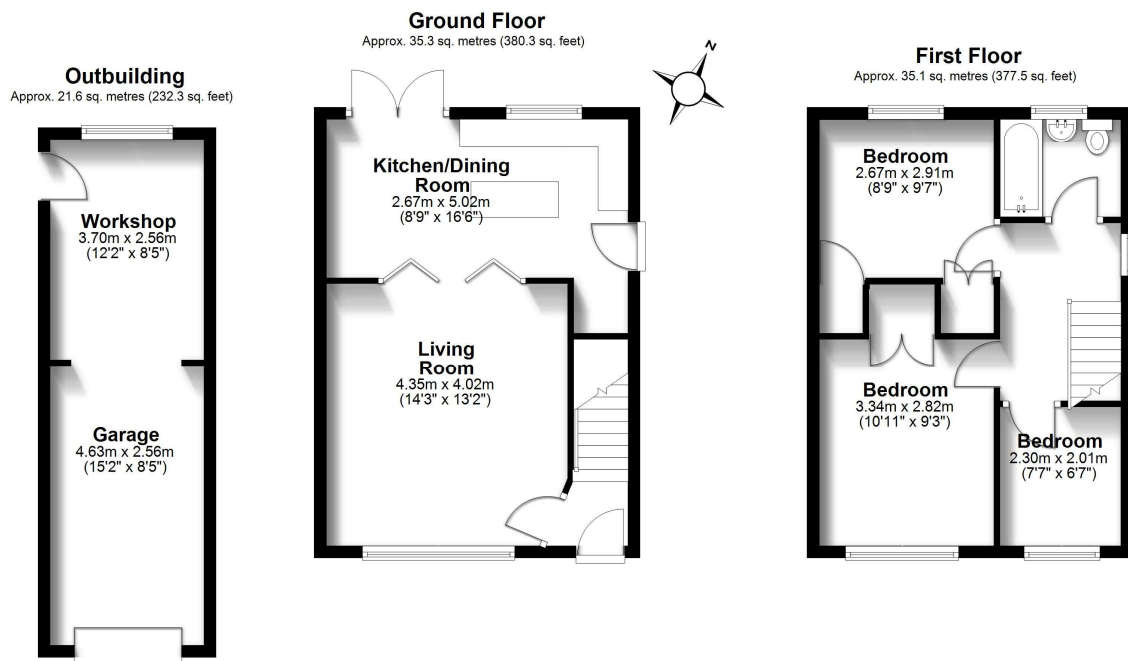 Outbuilding
Approx. 21.6 sq. metres (232.3 sq. feet)
Workshop
3.70m x 2.56m
(12'2" x 8'5")
Garage
4.63m x 2.56m
(15'2" x 8'5")
Ground Floor
Approx. 35.3 sq. metres (380.3 sq. feet)
Kitchen/Dining
Room
2.67m x 5.02m
(8'9" x 16'6")
Living
Room
4.35m x 4.02m
(14'3" x 13'2")
N
First Floor
Approx. 35.1 sq. metres (377.5 sq. feet)
Bedroom
2.67m x 2.91m
(8'9" x 9'7")
Bedroom
3.34m x 2.82m
(10'11" x 9'3")
Bedroom
2.30m x 2.01m
(7'7" x 6'7")